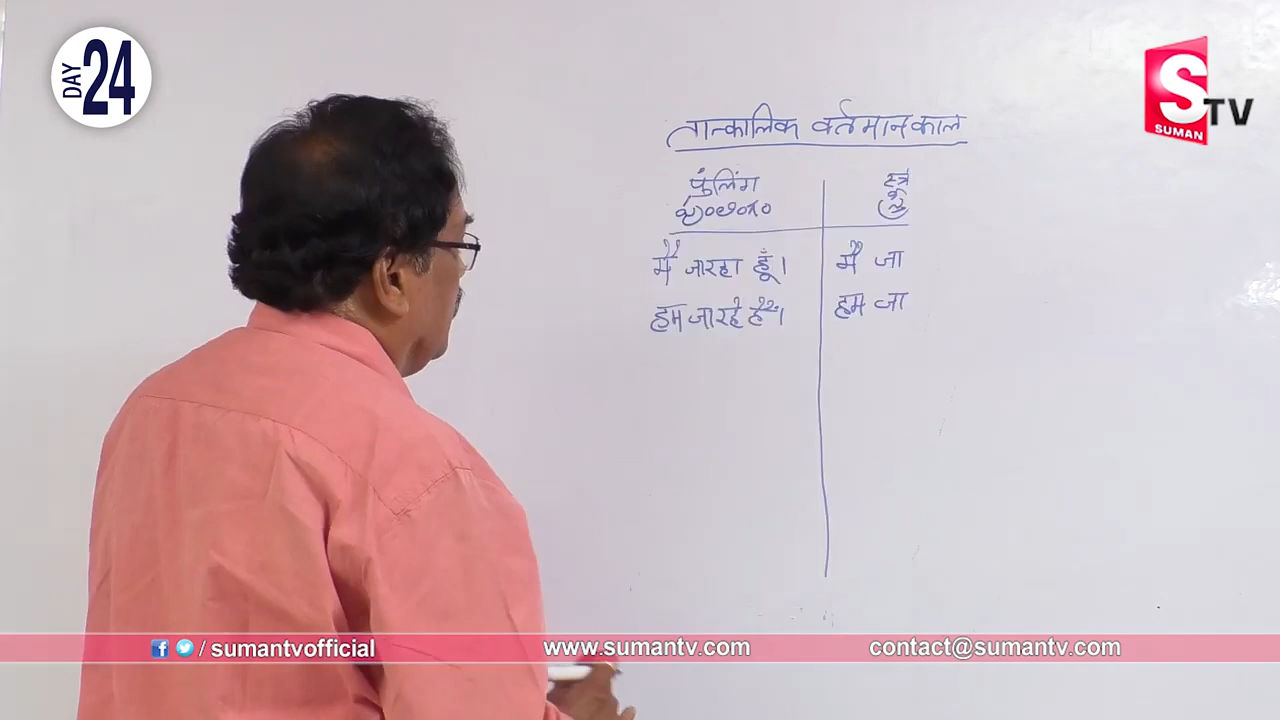 DAY 24
S TV
SUMAN
तात्कालिक वर्तमानकाल
पुंलिंग
స్త్ర
మైं जा रहा हूँ।
मै जा
हम जा रहे हैं।
हम जा
/ sumantvofficial
www.sumantv.com
contact@sumantv.com